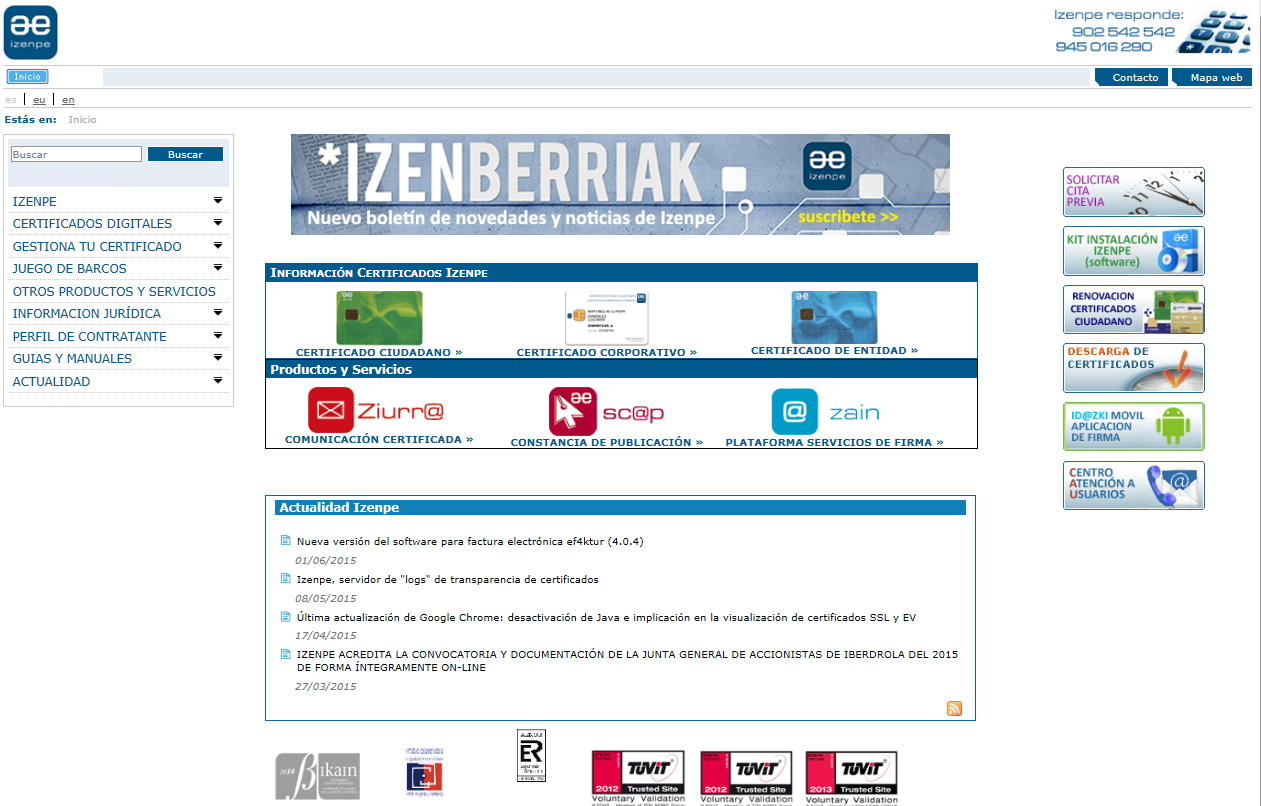 izenpe
Izenpe responde:
902 542 542
945 016 290
Inicio
Contacto
Mapa web
es
eu
en
Estás en: Inicio
Buscar
Buscar
IZENPE
CERTIFICADOS DIGITALES
GESTIONA TU CERTIFICADO
JUEGO DE BARCOS
OTROS PRODUCTOS Y SERVICIOS
INFORMACION JURÍDICA
PERFIL DE CONTRATANTE
GUIAS Y MANUALES
ACTUALIDAD
*IZENBERRIAK
izenpe
Nuevo boletín de novedades y noticias de Izenpe
suscribete >>
INFORMACIÓN CERTIFICADOS IZENPE
CERTIFICADO CIUDADANO »
CERTIFICADO CORPORATIVO »
CERTIFICADO DE ENTIDAD »
Productos y Servicios
Ziurr@
sc@p
zain
COMUNICACIÓN CERTIFICADA »
CONSTANCIA DE PUBLICACIÓN »
PLATAFORMA SERVICIOS DE FIRMA »
SOLICITAR
CITA
PREVIA
KIT INSTALACIÓN
IZENPE
(software)
RENOVACION
CERTIFICADOS
CIUDADANO
DESCARGA DE
CERTIFICADOS
ID@ZKI MOVIL
APLICACION
DE FIRMA
CENTRO
ATENCIÓN A
USUARIOS
Actualidad Izenpe
Nueva versión del software para factura electrónica ef4ktur (4.0.4)
01/06/2015
Izenpe, servidor de "logs" de transparencia de certificados
08/05/2015
Última actualización de Google Chrome: desactivación de Java e implicación en la visualización de certificados SSL y EV
17/04/2015
IZENPE ACREDITA LA CONVOCATORIA Y DOCUMENTACIÓN DE LA JUNTA GENERAL DE ACCIONISTAS DE IBERDROLA DEL 2015
DE FORMA ÍNTEGRAMENTE ON-LINE
27/03/2015
2014 Bikain
ER
TÜViT
2012 Trusted Site
Voluntary Validation
TÜViT
2012 Trusted Site
Voluntary Validation
TÜViT
2013 Trusted Site
Voluntary Validation